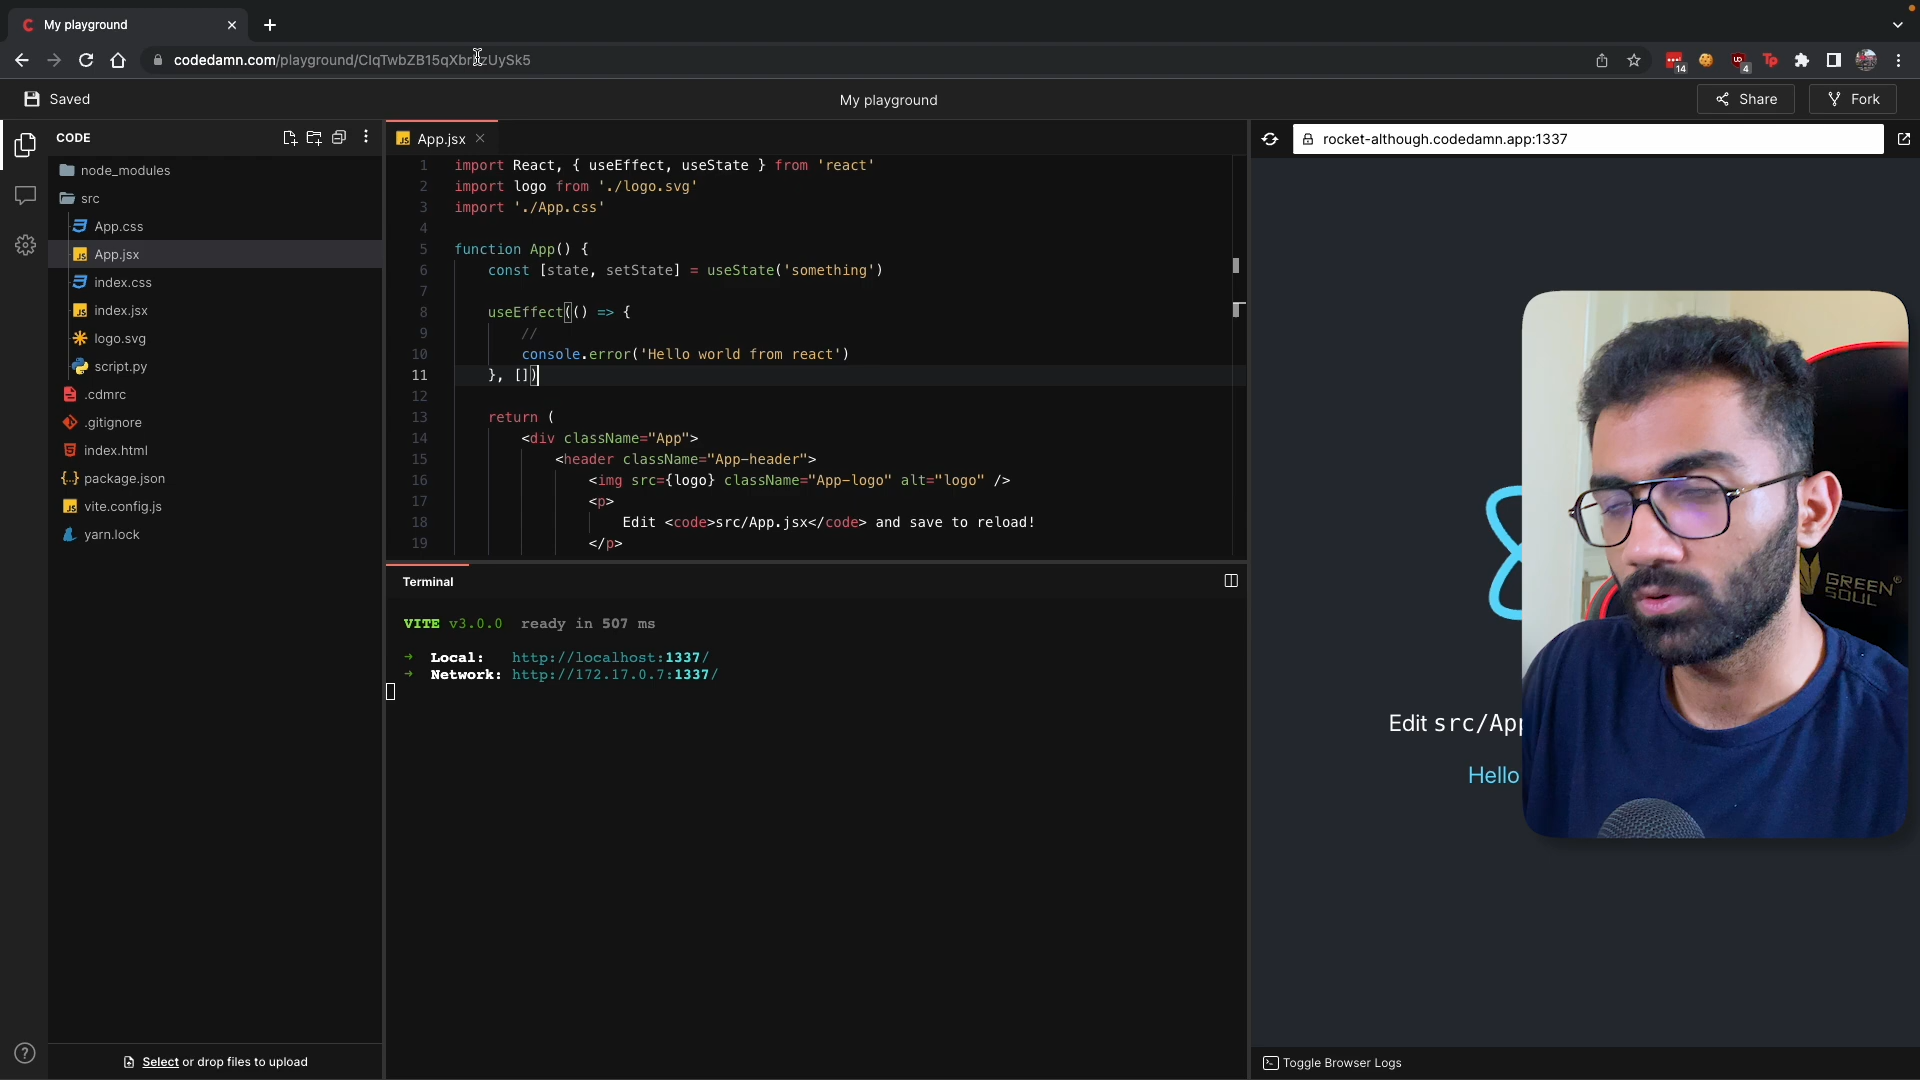 My playground
codedamn.com/playground/CIqTwbZB15qXbr zUySk5
14
4
Tp
Saved
My playground
Share
Fork
CODE
node_modules
src
App.css
App.jsx
index.css
index.jsx
logo.svg
script.py
.cdmrc
.gitignore
index.html
package.json
vite.config.js
yarn.lock
Select or drop files to upload
App.jsx
1 import React, { useEffect, useState } from 'react'
2 import logo from './logo.svg'
3 import './App.css'
4
5 function App() {
6 const [state, setState] = useState('something')
7
8 useEffect(() => {
9 //
10 console.error('Hello world from react')
11 }, [])
12
13 return (
14 <div className="App">
15 <header className="App-header">
16 <img src={logo} className="App-logo" alt="logo" />
17 <p>
18 Edit <code>src/App.jsx</code> and save to reload!
19 </p>
Terminal
VITE v3.0.0 ready in 507 ms
➜ Local: http://localhost:1337/
➜ Network: http://172.17.0.7:1337/
rocket-although.codedamn.app:1337
Edit src/App
Hello
GREEN
SOUL
Toggle Browser Logs